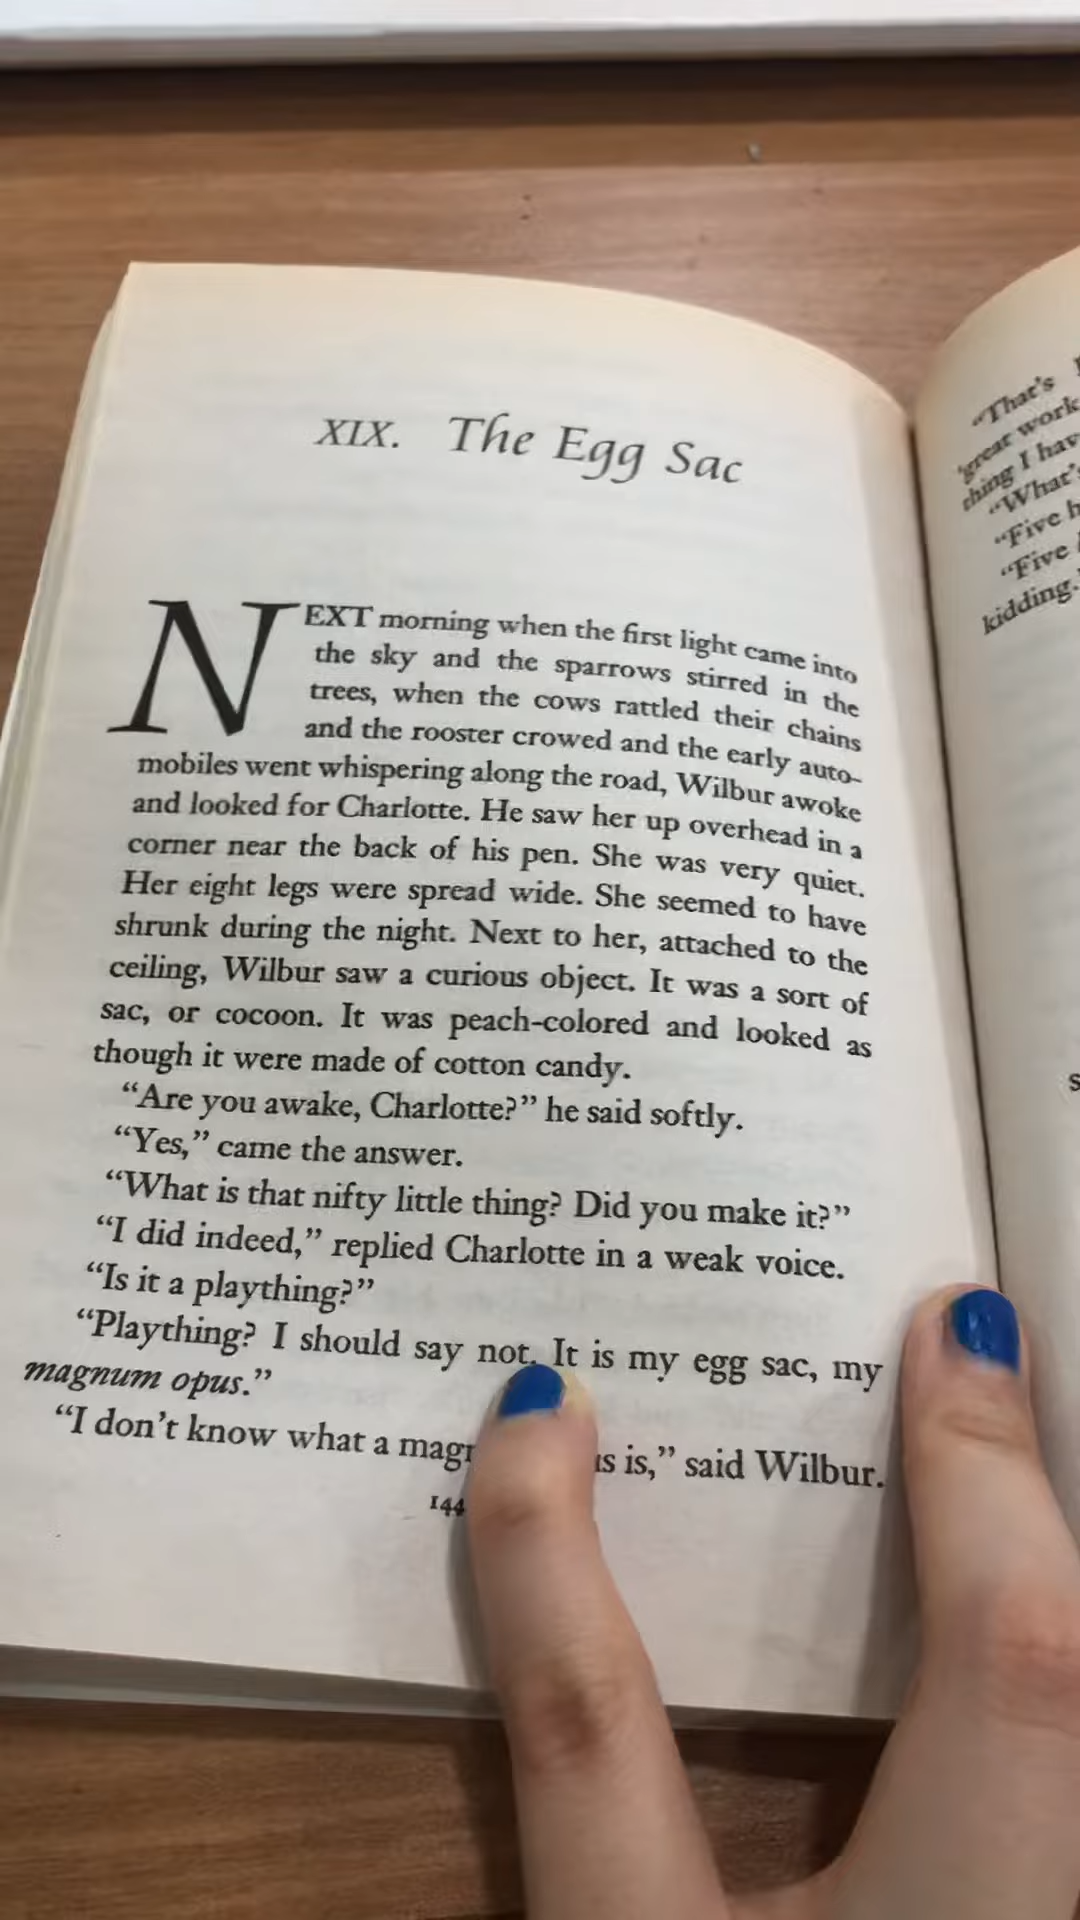 XIX. The Egg Sac
NEXT morning when the first light came into
the sky and the sparrows stirred in the
trees, when the cows rattled their chains
and the rooster crowed and the early auto-
mobiles went whispering along the road, Wilbur awoke
and looked for Charlotte. He saw her up overhead in a
corner near the back of his pen. She was very quiet.
Her eight legs were spread wide. She seemed to have
shrunk during the night. Next to her, attached to the
ceiling, Wilbur saw a curious object. It was a sort of
sac, or cocoon. It was peach-colored and looked as
though it were made of cotton candy.
“Are you awake, Charlotte?” he said softly.
“Yes,” came the answer.
“What is that nifty little thing? Did you make it?”
“I did indeed,” replied Charlotte in a weak voice.
“Is it a plaything?”
“Plaything? I should say not. It is my egg sac, my
magnum opus.”
“I don’t know what a is,” said Wilbur.
144
“That’s
great work
thing I
“What’s
“Five
“Five
kidding.